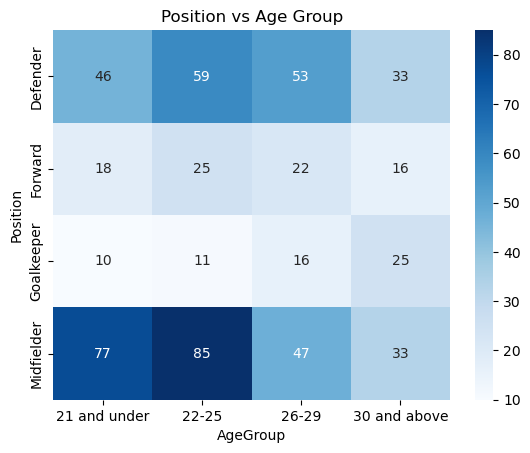 Position vs Age Group
Position
Defender
46 59 53 33
Forward
18 25 22 16
Goalkeeper
10 11 16 25
Midfielder
77 85 47 33
21 and under 22-25 26-29 30 and above
AgeGroup
80
70
60
50
40
30
20
10